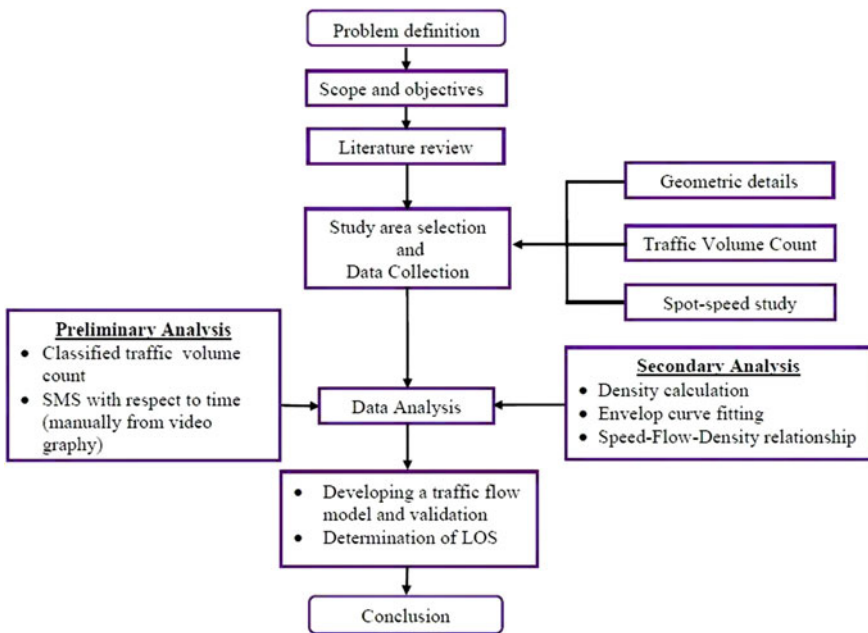 Problem definition
Scope and objectives
Literature review
Study area selection
and
Data Collection
Geometric details
Traffic Volume Count
Spot-speed study
Preliminary Analysis
• Classified traffic volume
count
• SMS with respect to time
(manually from video
graphy)
Data Analysis
Secondary Analysis
• Density calculation
• Envelop curve fitting
• Speed-Flow-Density relationship
• Developing a traffic flow
model and validation
• Determination of LOS
Conclusion